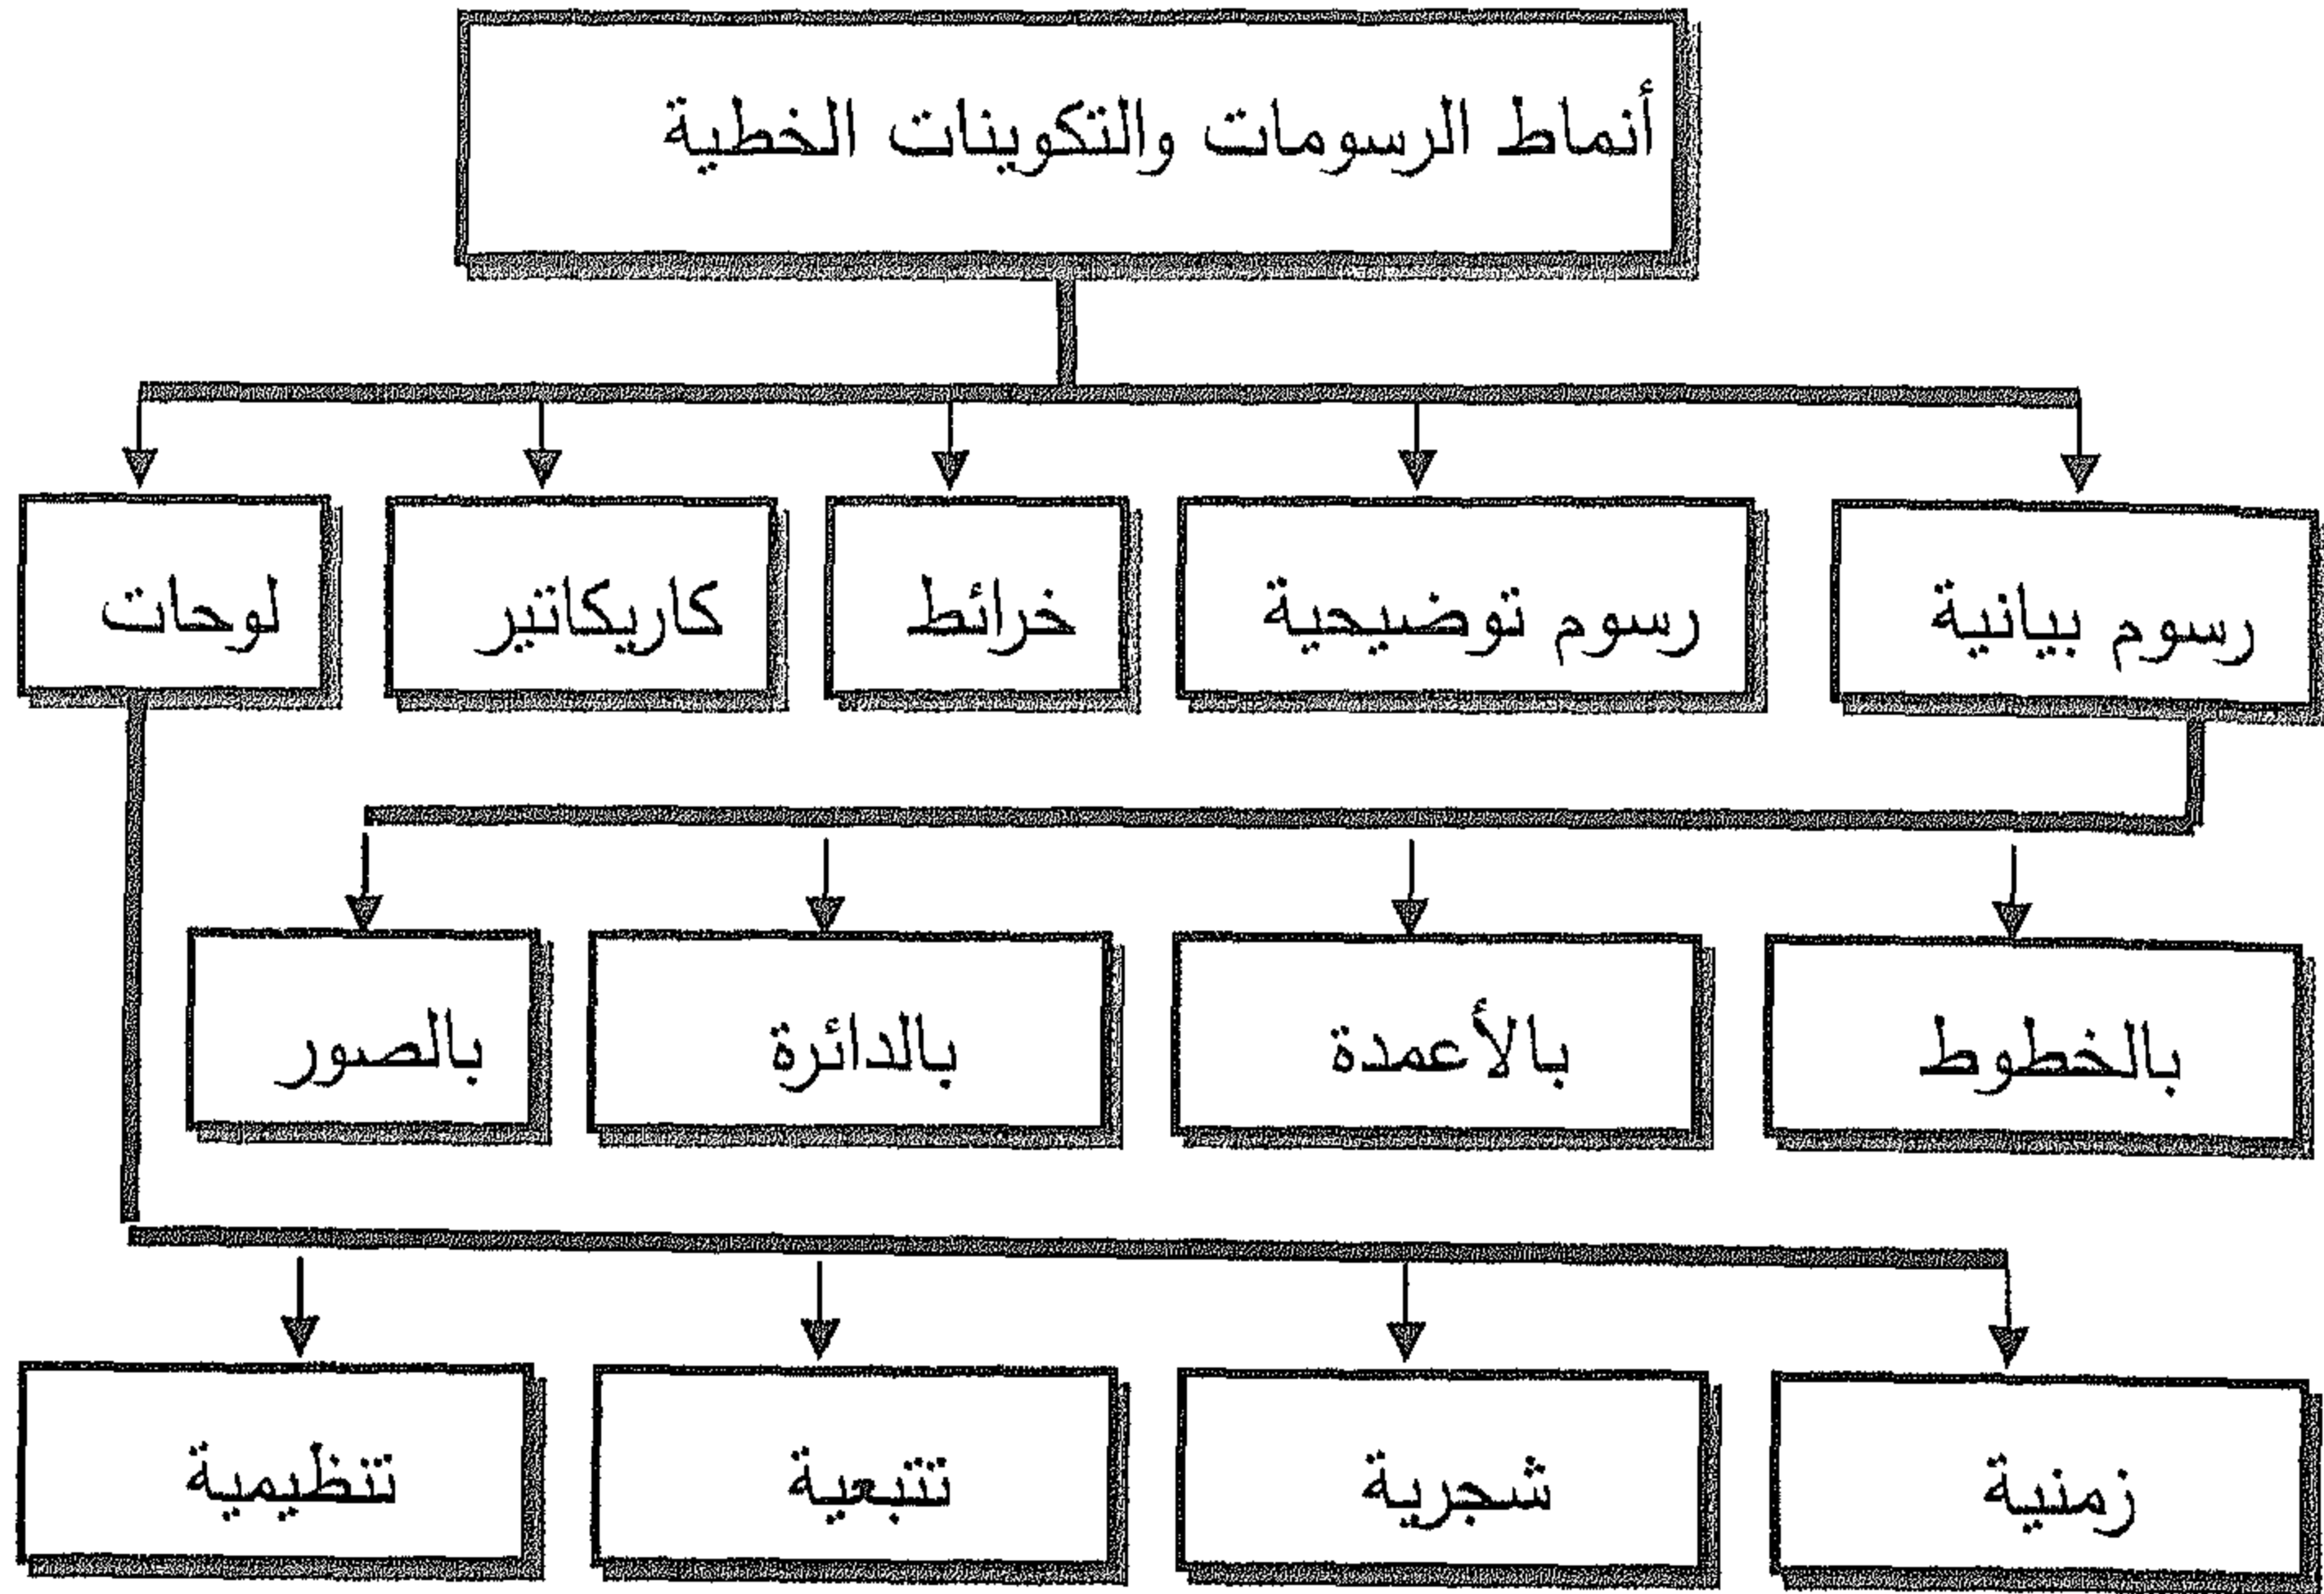 أنماط الرسومات والتكوينات الخطية
رسوم بيانية
رسوم توضيحية
خرائط
كاريكاتير
لوحات
بالخطوط
بالأعمدة
بالدائرة
بالصور
زمنية
شجرية
تتبعية
تنظيمية